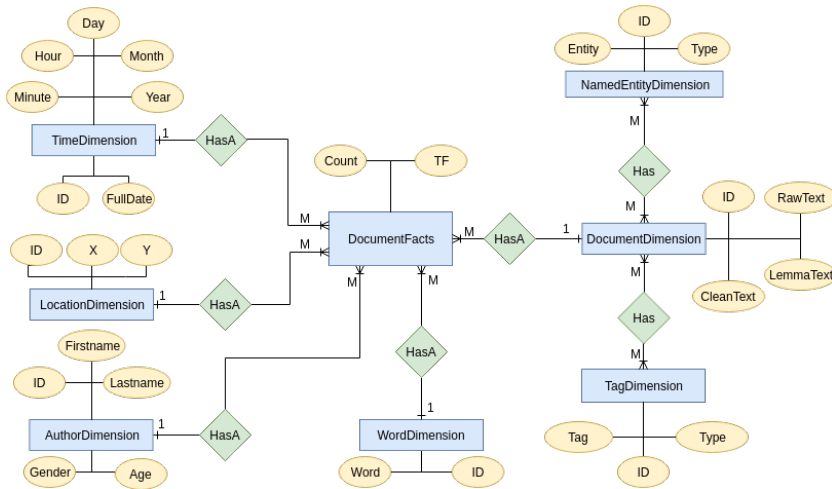 Day
Hour
Month
Minute
Year
TimeDimension
1
HasA
ID
FullDate
M
ID
X
Y
LocationDimension
1
HasA
M
Firstname
ID
Lastname
AuthorDimension
1
HasA
M
Gender
Age
Count
TF
DocumentFacts
M
HasA
1
M
HasA
1
WordDimension
Word
ID
ID
Entity
Type
NamedEntityDimension
M
Has
M
DocumentDimension
ID
RawText
CleanText
LemmaText
M
Has
M
TagDimension
Tag
Type
ID